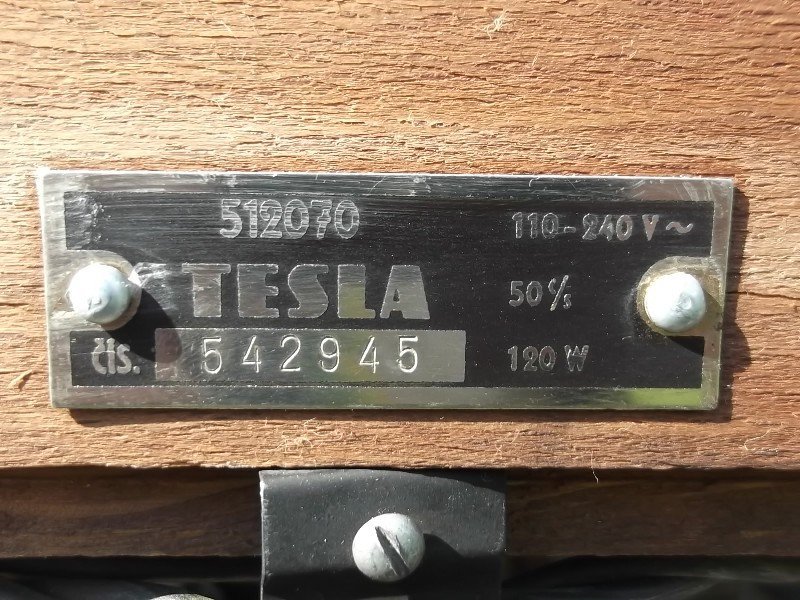 512070
110-240 V ~
TESLA
50 c/s
čís. 542945
120 W